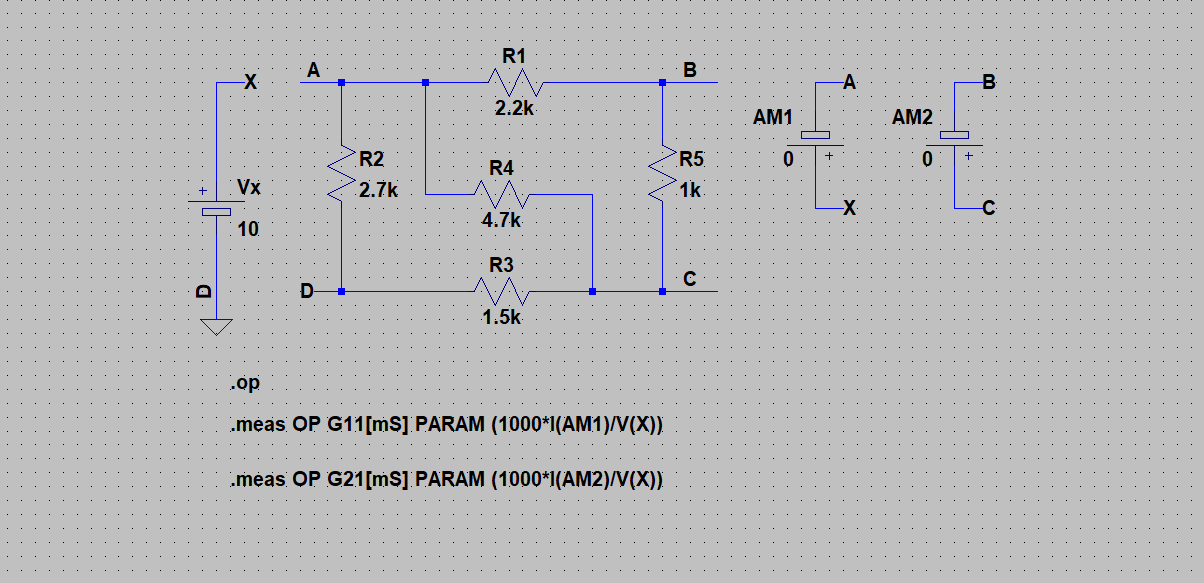 X
A
R1
2.2k
B
A
B
AM1
AM2
R2
2.7k
R4
4.7k
R5
1k
0
+
0
+
+
Vx
10
X
C
D
D
R3
1.5k
C
.op
.meas OP G11[mS] PARAM (1000*I(AM1)/V(X))
.meas OP G21[mS] PARAM (1000*I(AM2)/V(X))